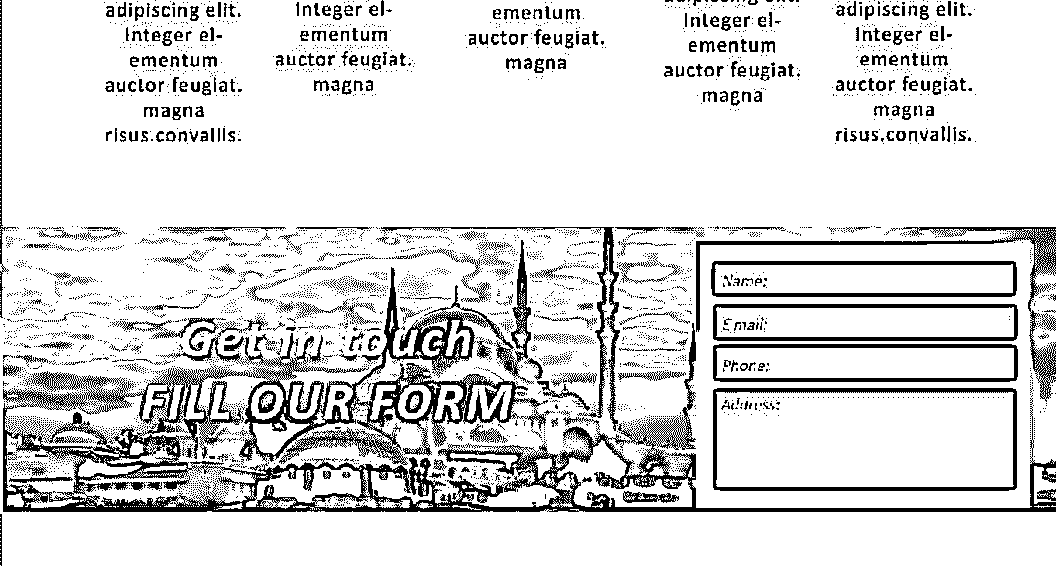 adipiscing elit.
Integer el-
ementum
auctor feugiat.
magna
risus.convallis.
Integer el-
ementum
auctor feugiat.
magna
ementum
auctor feugiat.
magna
adipiscing elit.
Integer el-
ementum
auctor feugiat.
magna
adipiscing elit.
Integer el-
ementum
auctor feugiat.
magna
risus.convallis.
Get in touch
FILL OUR FORM
Name:
Email:
Phone:
Address: